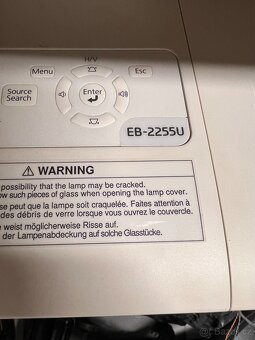 H/V
Menu
Esc
Source
Search
Enter
EB-2255U
WARNING
possibility that the lamp may be cracked.
ow such pieces of glass when opening the lamp cover.
se peut que la lampe soit craquelée. Faites attention à
des débris de verre lorsque vous ouvrez le couvercle.
e weist möglicherweise Risse auf.
der Lampenabdeckung auf solche Glasstücke.